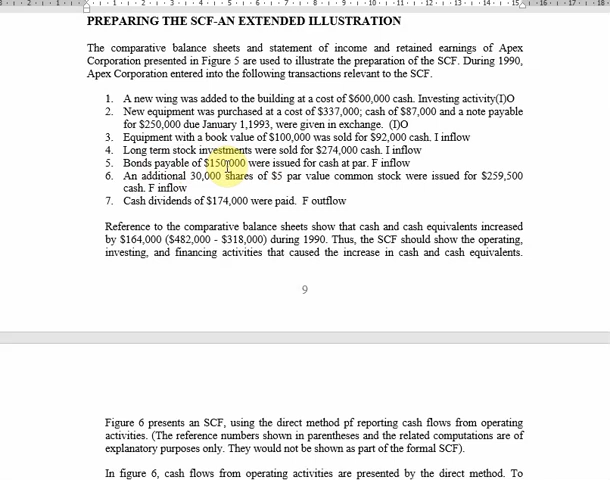 PREPARING THE SCF-AN EXTENDED ILLUSTRATION
The comparative balance sheets and statement of income and retained earnings of Apex
Corporation presented in Figure 5 are used to illustrate the preparation of the SCF. During 1990,
Apex Corporation entered into the following transactions relevant to the SCF.
1. A new wing was added to the building at a cost of $600,000 cash. Investing activity(I)O
2. New equipment was purchased at a cost of $337,000; cash of $87,000 and a note payable
for $250,000 due January 1,1993, were given in exchange. (I)O
3. Equipment with a book value of $100,000 was sold for $92,000 cash. I inflow
4. Long term stock investments were sold for $274,000 cash. I inflow
5. Bonds payable of $150,000 were issued for cash at par. F inflow
6. An additional 30,000 shares of $5 par value common stock were issued for $259,500
cash. F inflow
7. Cash dividends of $174,000 were paid. F outflow
Reference to the comparative balance sheets show that cash and cash equivalents increased
by $164,000 ($482,000 - $318,000) during 1990. Thus, the SCF should show the operating,
investing, and financing activities that caused the increase in cash and cash equivalents.
9
Figure 6 presents an SCF, using the direct method pf reporting cash flows from operating
activities. (The reference numbers shown in parentheses and the related computations are of
explanatory purposes only. They would not be shown as part of the formal SCF).
In figure 6, cash flows from operating activities are presented by the direct method. To